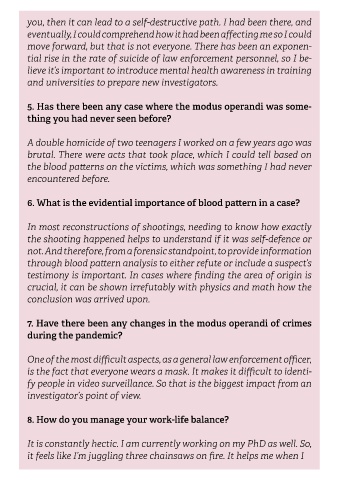 you, then it can lead to a self-destructive path. I had been there, and
eventually, I could comprehend how it had been affecting me so I could
move forward, but that is not everyone. There has been an exponen-
tial rise in the rate of suicide of law enforcement personnel, so I be-
lieve it's important to introduce mental health awareness in training
and universities to prepare new investigators.
5. Has there been any case where the modus operandi was some-
thing you had never seen before?
A double homicide of two teenagers I worked on a few years ago was
brutal. There were acts that took place, which I could tell based on
the blood patterns on the victims, which was something I had never
encountered before.
6. What is the evidential importance of blood pattern in a case?
In most reconstructions of shootings, needing to know how exactly
the shooting happened helps to understand if it was self-defence or
not. And therefore, from a forensic standpoint, to provide information
through blood pattern analysis to either refute or include a suspect's
testimony is important. In cases where finding the area of origin is
crucial, it can be shown irrefutably with physics and math how the
conclusion was arrived upon.
7. Have there been any changes in the modus operandi of crimes
during the pandemic?
One of the most difficult aspects, as a general law enforcement officer,
is the fact that everyone wears a mask. It makes it difficult to identi-
fy people in video surveillance. So that is the biggest impact from an
investigator's point of view.
8. How do you manage your work-life balance?
It is constantly hectic. I am currently working on my PhD as well. So,
it feels like I'm juggling three chainsaws on fire. It helps me when I